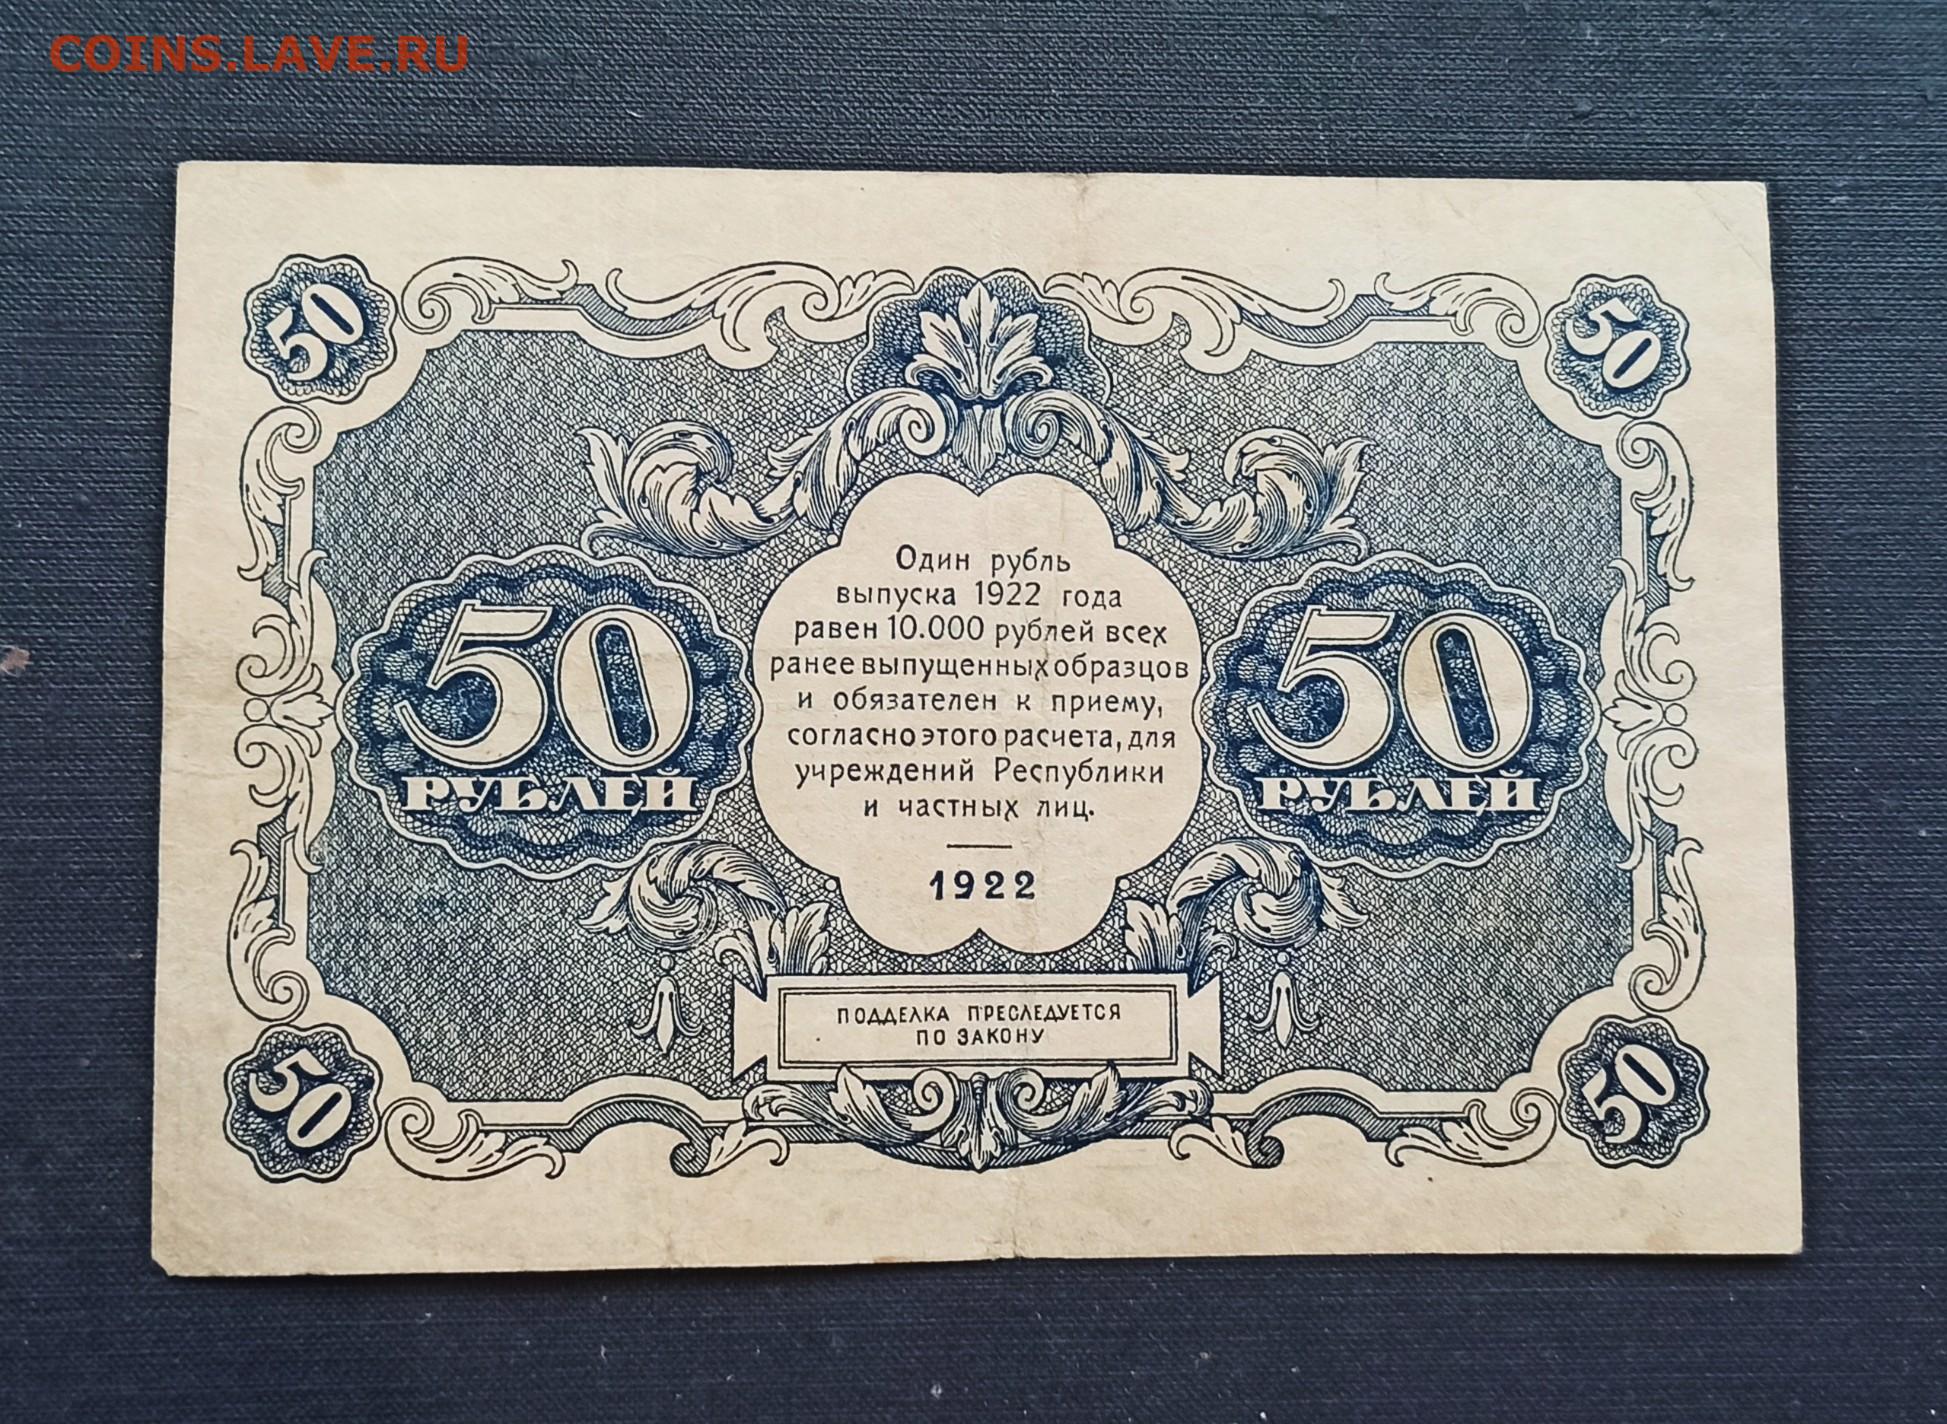 COINS.LAVE.RU
50 50
Один рубль
выпуска 1922 года
равен 10.000 рублей всех
ранее выпущенных образцов
и обязателен к приему,
согласно этого расчета, для
учреждений Республики
и частных лиц.
50 50
РУБЛЕЙ РУБЛЕЙ
1922
ПОДДЕЛКА ПРЕСЛЕДУЕТСЯ
ПО ЗАКОНУ
50 50